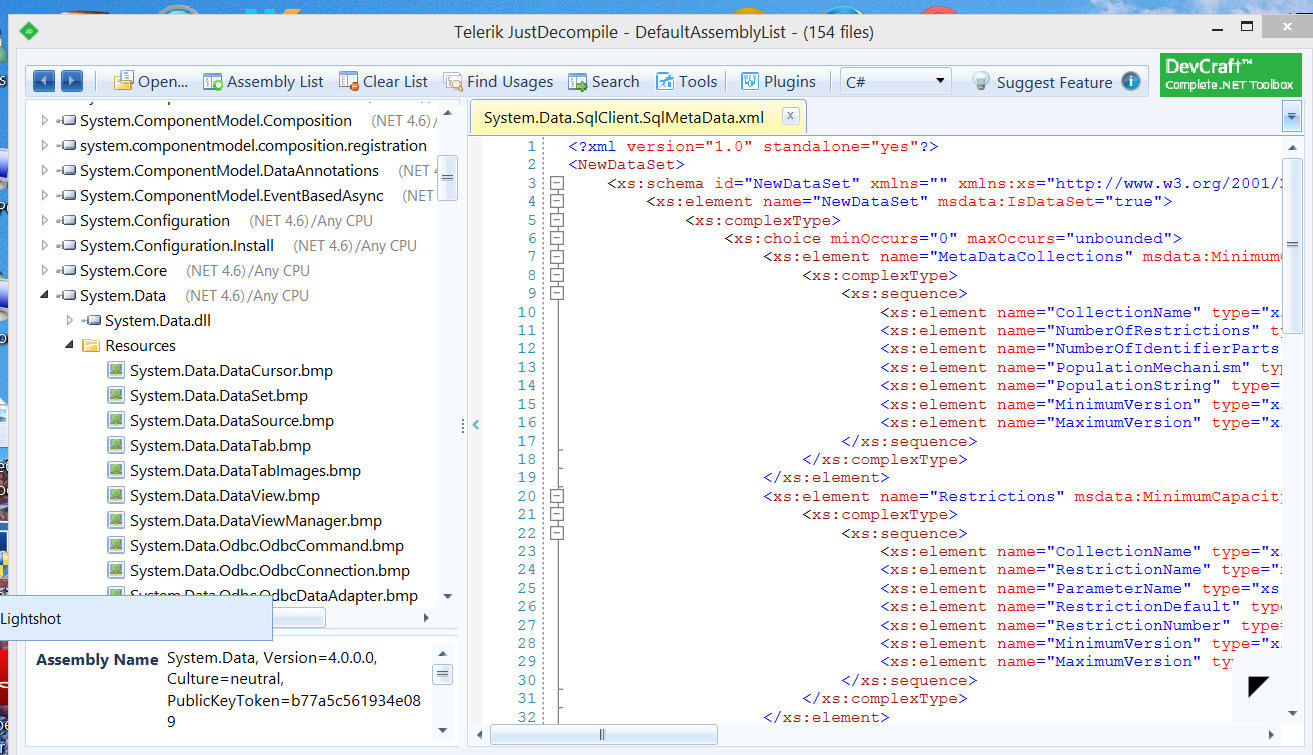 Telerik JustDecompile - DefaultAssemblyList - (154 files)
Open... Assembly List Clear List Find Usages Search Tools Plugins C# Suggest Feature
DevCraft™
Complete .NET Toolbox
System.ComponentModel.Composition (NET 4.6)/
system.componentmodel.composition.registration
System.ComponentModel.DataAnnotations (NET
System.ComponentModel.EventBasedAsync (NET
System.Configuration (NET 4.6)/Any CPU
System.Configuration.Install (NET 4.6)/Any CPU
System.Core (NET 4.6)/Any CPU
System.Data (NET 4.6)/Any CPU
System.Data.dll
Resources
System.Data.DataCursor.bmp
System.Data.DataSet.bmp
System.Data.DataSource.bmp
System.Data.DataTab.bmp
System.Data.DataTabImages.bmp
System.Data.DataView.bmp
System.Data.DataViewManager.bmp
System.Data.Odbc.OdbcCommand.bmp
System.Data.Odbc.OdbcConnection.bmp
System.Data.Odbc.OdbcDataAdapter.bmp
Lightshot
Assembly Name System.Data, Version=4.0.0.0,
Culture=neutral,
PublicKeyToken=b77a5c561934e08
9
System.Data.SqlClient.SqlMetaData.xml x
1 <?xml version="1.0" standalone="yes"?>
2 <NewDataSet>
3 <xs:schema id="NewDataSet" xmlns="" xmlns:xs="http://www.w3.org/2001/
4 <xs:element name="NewDataSet" msdata:IsDataSet="true">
5 <xs:complexType>
6 <xs:choice minOccurs="0" maxOccurs="unbounded">
7 <xs:element name="MetaDataCollections" msdata:Minimum
8 <xs:complexType>
9 <xs:sequence>
10 <xs:element name="CollectionName" type="x
11 <xs:element name="NumberOfRestrictions" t
12 <xs:element name="NumberOfIdentifierParts
13 <xs:element name="PopulationMechanism" ty
14 <xs:element name="PopulationString" type=
15 <xs:element name="MinimumVersion" type="x
16 <xs:element name="MaximumVersion" type="x
17 </xs:sequence>
18 </xs:complexType>
19 </xs:element>
20 <xs:element name="Restrictions" msdata:MinimumCapacit
21 <xs:complexType>
22 <xs:sequence>
23 <xs:element name="CollectionName" type="x
24 <xs:element name="RestrictionName" type="
25 <xs:element name="ParameterName" type="xs
26 <xs:element name="RestrictionDefault" type
27 <xs:element name="RestrictionNumber" type=
28 <xs:element name="MinimumVersion" type="x
29 <xs:element name="MaximumVersion" ty
30 </xs:sequence>
31 </xs:complexType>
32 </xs:element>